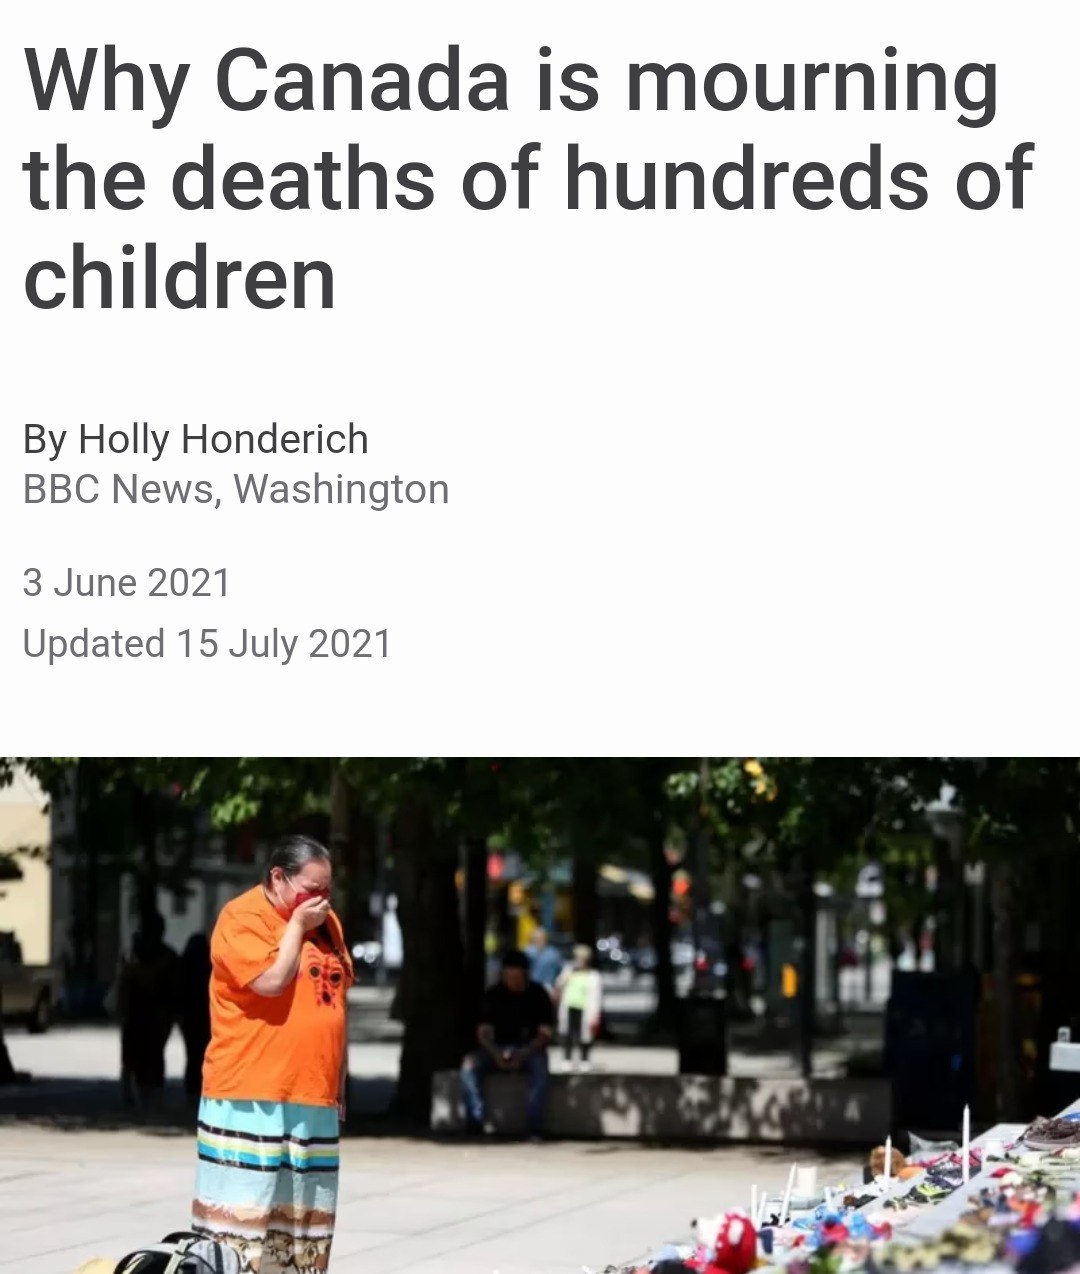 Why Canada is mourning
the deaths of hundreds of
children
By Holly Honderich
BBC News, Washington
3 June 2021
Updated 15 July 2021